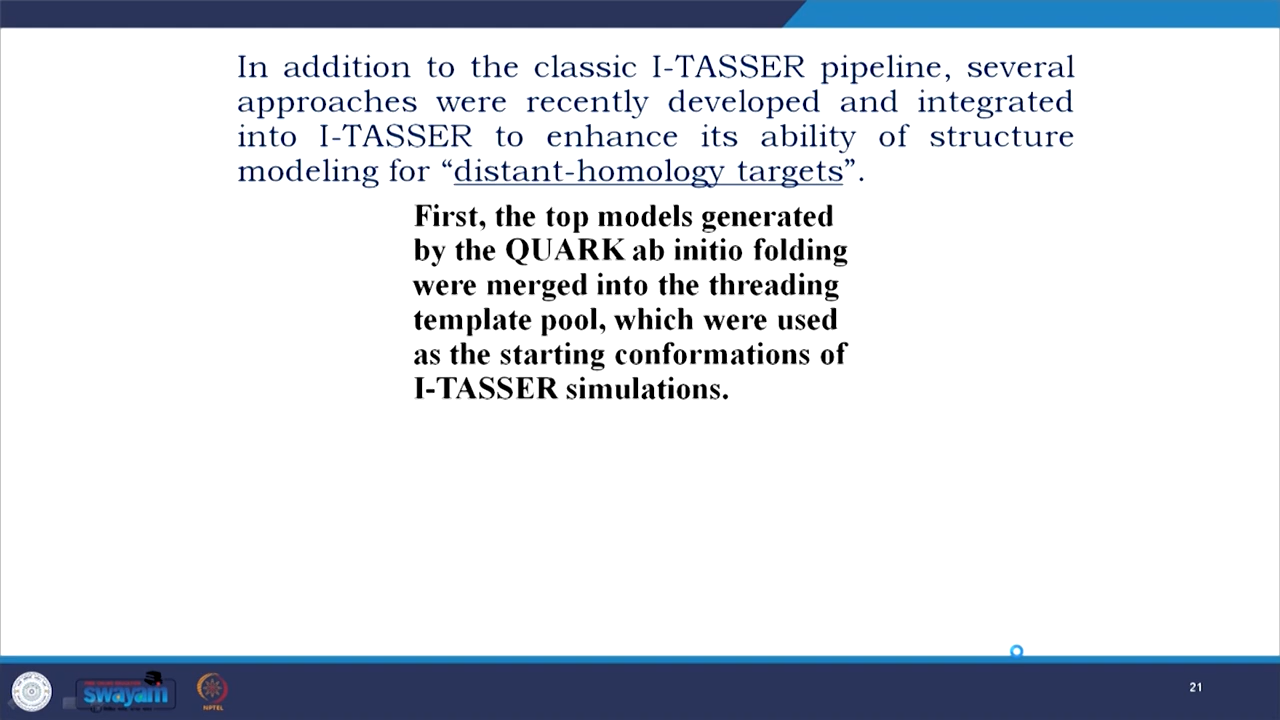 In addition to the classic I-TASSER pipeline, several
approaches were recently developed and integrated
into I-TASSER to enhance its ability of structure
modeling for “distant-homology targets”.
First, the top models generated
by the QUARK ab initio folding
were merged into the threading
template pool, which were used
as the starting conformations of
I-TASSER simulations.
swayam
NPTEL
21